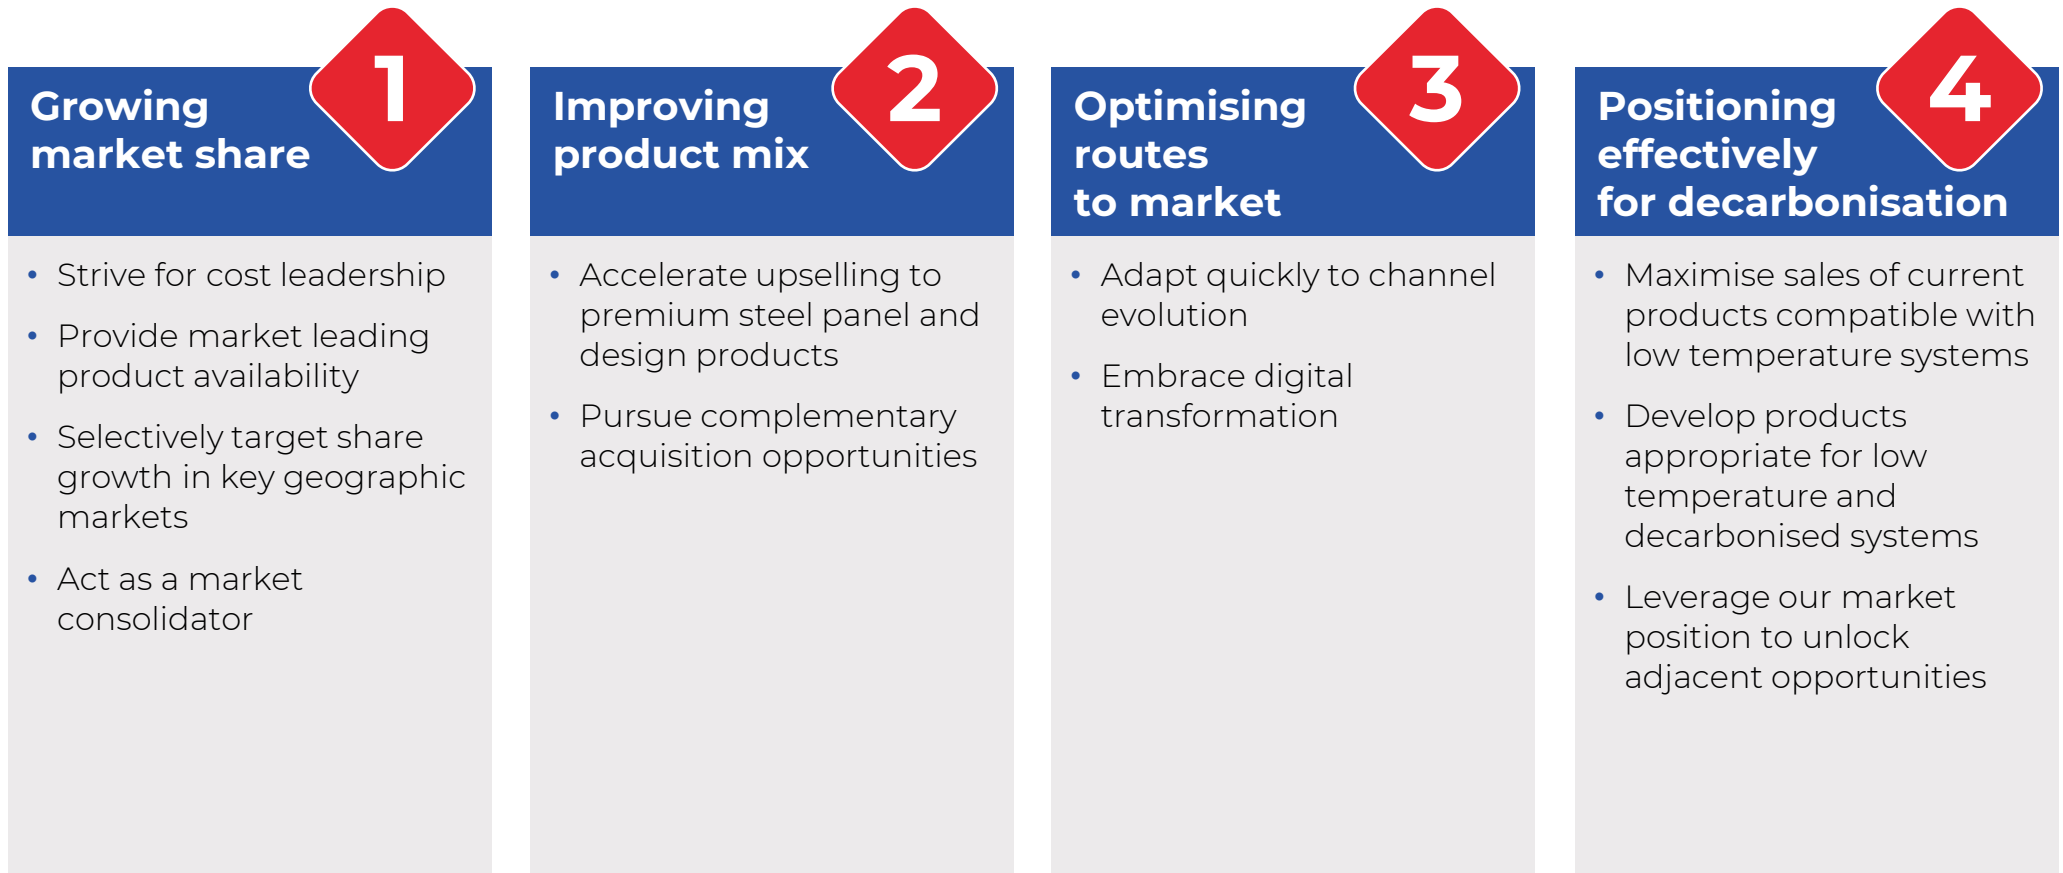 1
Growing
market share
• Strive for cost leadership
• Provide market leading
product availability
• Selectively target share
growth in key geographic
markets
• Act as a market
consolidator
2
Improving
product mix
• Accelerate upselling to
premium steel panel and
design products
• Pursue complementary
acquisition opportunities
3
Optimising
routes
to market
• Adapt quickly to channel
evolution
• Embrace digital
transformation
4
Positioning
effectively
for decarbonisation
• Maximise sales of current
products compatible with
low temperature systems
• Develop products
appropriate for low
temperature and
decarbonised systems
• Leverage our market
position to unlock
adjacent opportunities